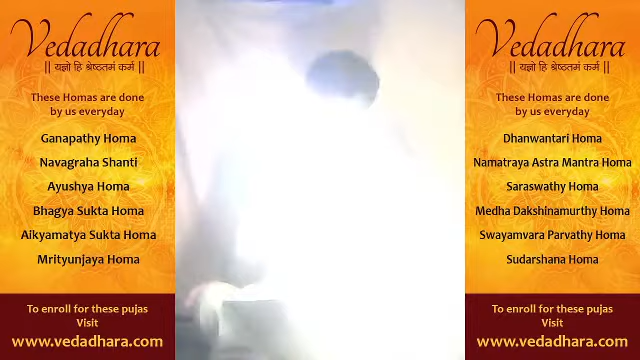 Vedadhara
|| यज्ञो हि श्रेष्ठतमं कर्म ||
These Homas are done
by us everyday
Ganapathy Homa
Navagraha Shanti
Ayushya Homa
Bhagya Sukta Homa
Aikyamatya Sukta Homa
Mrityunjaya Homa
To enroll for these pujas
Visit
www.vedadhara.com
Vedadhara
|| यज्ञो हि श्रेष्ठतमं कर्म ||
These Homas are done
by us everyday
Dhanwantari Homa
Namatraya Astra Mantra Homa
Saraswathy Homa
Medha Dakshinamurthy Homa
Swayamvara Parvathy Homa
Sudarshana Homa
To enroll for these pujas
Visit
www.vedadhara.com